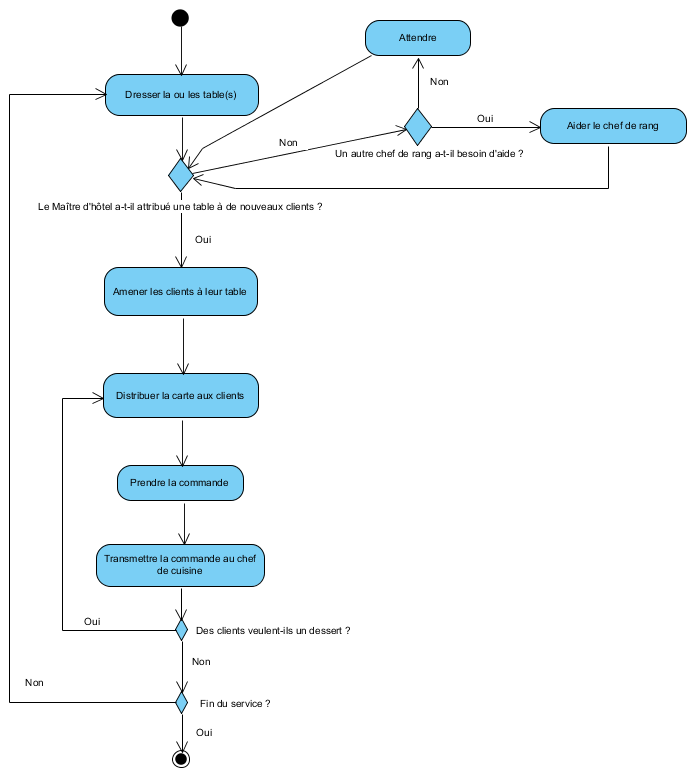 Attendre
Non
Dresser la ou les table(s)
Oui
Aider le chef de rang
Non
Un autre chef de rang a-t-il besoin d'aide ?
Le Maître d'hôtel a-t-il attribué une table à de nouveaux clients ?
Oui
Amener les clients à leur table
Distribuer la carte aux clients
Prendre la commande
Transmettre la commande au chef
de cuisine
Oui
Des clients veulent-ils un dessert ?
Non
Non
Fin du service ?
Oui